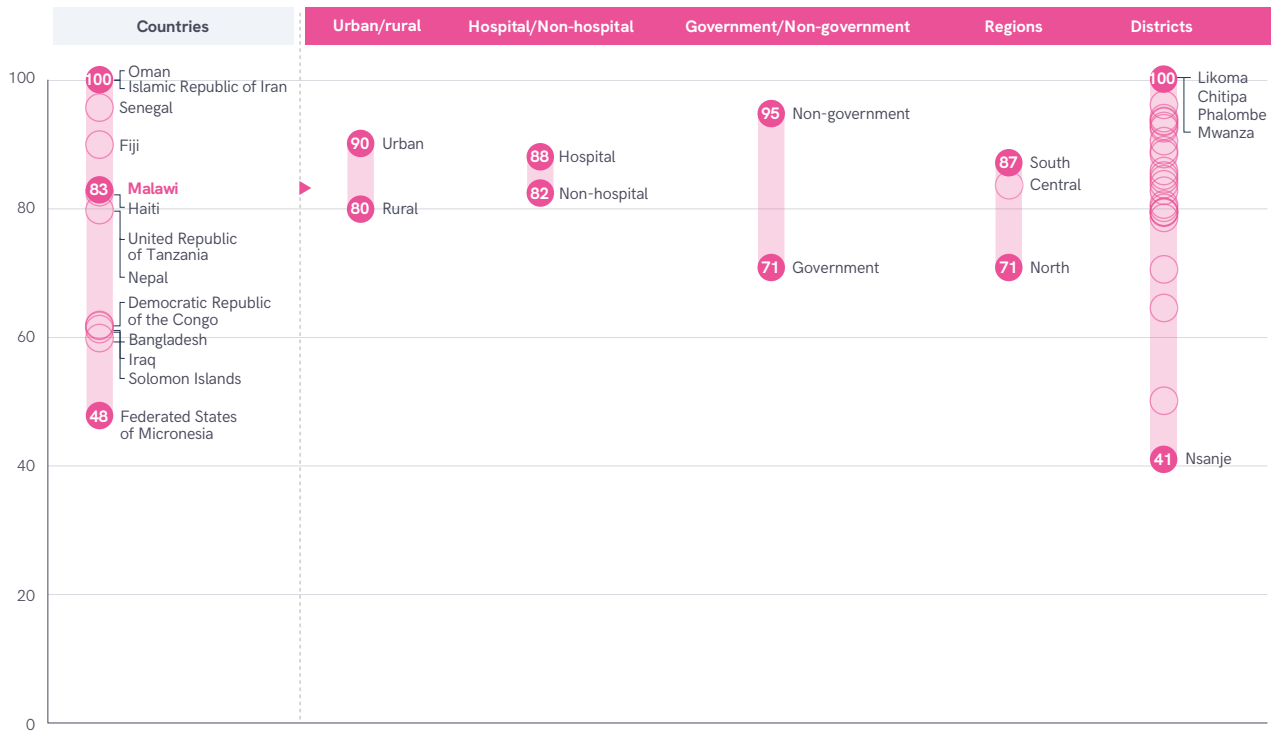 Countries
Urban/rural
Hospital/Non-hospital
Government/Non-government
Regions
Districts
100
80
60
40
20
0
100
Oman
Islamic Republic of Iran
Senegal
Fiji
83
Malawi
Haiti
United Republic
of Tanzania
Nepal
Democratic Republic
of the Congo
Bangladesh
Iraq
Solomon Islands
48
Federated States
of Micronesia
90
Urban
80
Rural
88
Hospital
82
Non-hospital
95
Non-government
71
Government
87
South
Central
71
North
100
Likoma
Chitipa
Phalombe
Mwanza
41
Nsanje